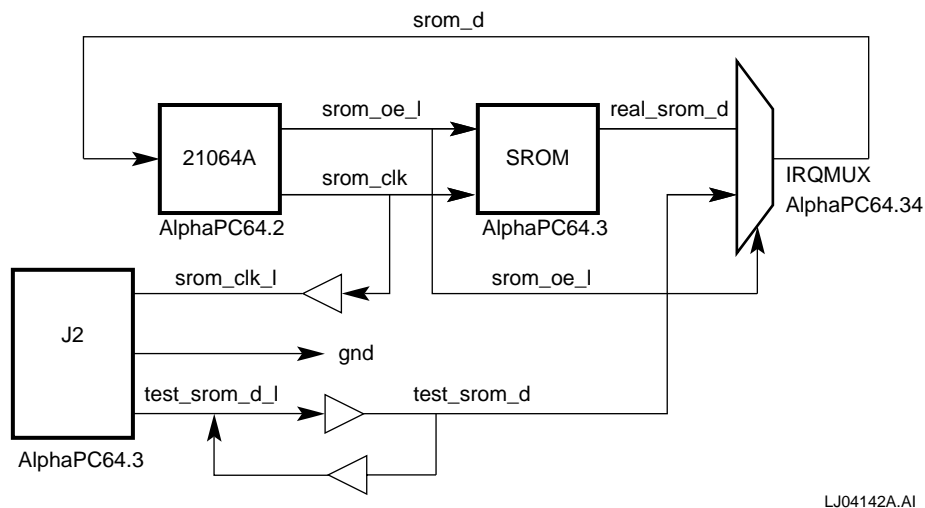 srom_d
srom_oe_l
real_srom_d
21064A
SROM
srom_clk
IRQMUX
AlphaPC64.34
AlphaPC64.2
AlphaPC64.3
srom_clk_l
srom_oe_l
J2
gnd
test_srom_d_l
test_srom_d
AlphaPC64.3
LJ04142A.AI